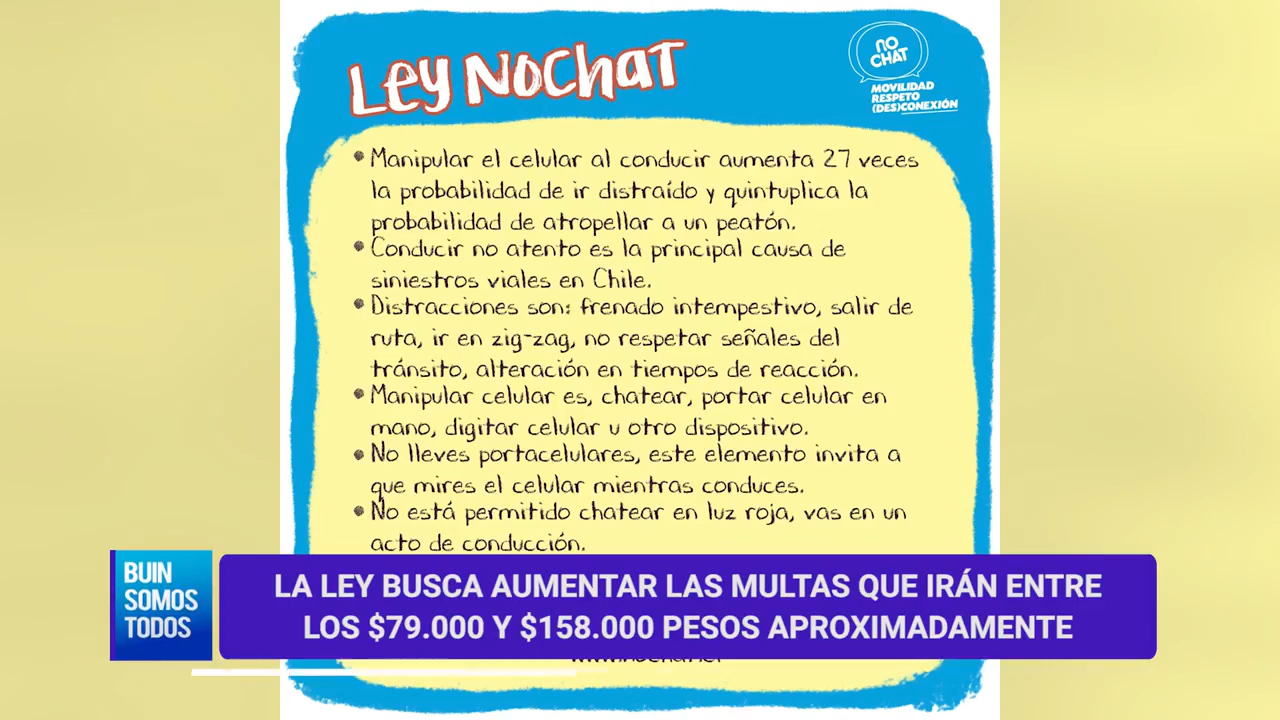 Ley NoChat
NO
CHAT
MOVILIDAD
RESPETO
(DES)CONEXIÓN
• Manipular el celular al conducir aumenta 27 veces
la probabilidad de ir distraído y quintuplica la
probabilidad de atropellar a un peatón.
• Conducir no atento es la principal causa de
siniestros viales en Chile.
• Distracciones son: frenado intempestivo, salir de
ruta, ir en zig-zag, no respetar señales del
tránsito, alteración en tiempos de reacción.
• Manipular celular es, chatear, portar celular en
mano, digitar celular u otro dispositivo.
• No lleves portacelulares, este elemento invita a
que mires el celular mientras conduces.
• No está permitido chatear en luz roja, vas en un
acto de conducción.
BUIN
SOMOS
TODOS
LA LEY BUSCA AUMENTAR LAS MULTAS QUE IRÁN ENTRE
LOS $79.000 Y $158.000 PESOS APROXIMADAMENTE